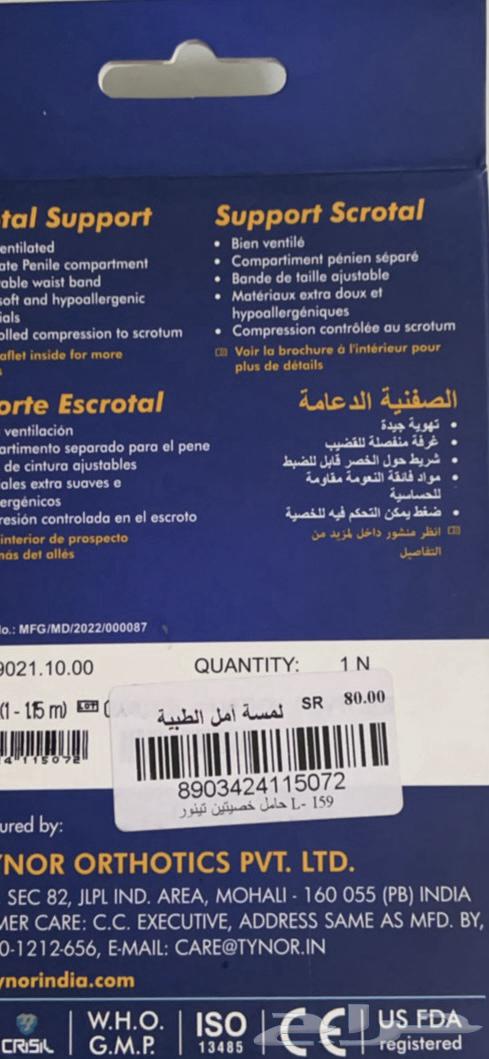 tal Support
entilated
ate Penile compartment
able waist band
soft and hypoallergenic
ials
olled compression to scrotum
aflet inside for more
s
Support Scrotal
• Bien ventilé
• Compartiment pénien séparé
• Bande de taille ajustable
• Matériaux extra doux et
hypoallergéniques
• Compression contrôlée au scrotum
Voir la brochure à l'intérieur pour
plus de détails
orte Escrotal
ventilación
artimento separado para el pene
de cintura ajustables
ales extra suaves e
ergénicos
resión controlada en el escroto
interior de prospecto
más det allés
الصفنية الدعامة
• تهوية جيدة
• غرفة منفصلة للقضيب
• شريط حول الخصر قابل للضبط
• مواد فائقة النعومة مقاومة
للحساسية
• ضغط يمكن التحكم فيه للخصية
انظر منشور داخل لمزيد من
التفاصيل
lo.: MFG/MD/2022/000087
9021.10.00
QUANTITY: 1 N
(1 - 1.15 m) LOT
4 115072
لمسة أمل الطبية SR 80.00
8903424115072
L- 159 حامل خصيتين تينور
ured by:
YNOR ORTHOTICS PVT. LTD.
SEC 82, JLPL IND. AREA, MOHALI - 160 055 (PB) INDIA
MER CARE: C.C. EXECUTIVE, ADDRESS SAME AS MFD. BY,
0-1212-656, E-MAIL: CARE@TYNOR.IN
ynorindia.com
CRISIL
W.H.O.
G.M.P.
ISO
13485
CE
US FDA
registered